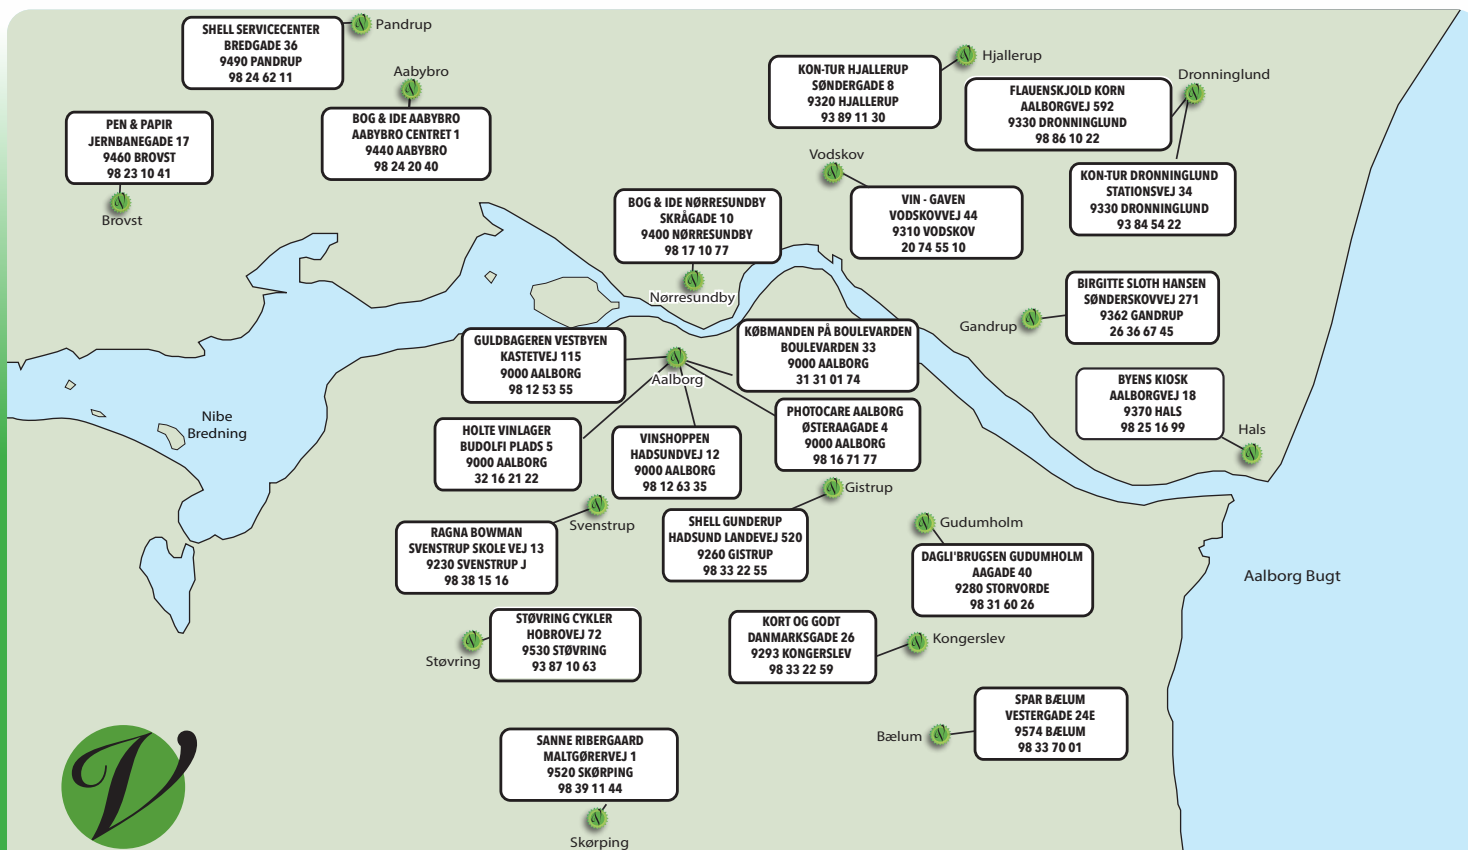 SHELL SERVICECENTER
BREDGADE 36
9490 PANDRUP
98 24 62 11
Pandrup
Aabybro
BOG & IDE AABYBRO
AABYBRO CENTRET 1
9440 AABYBRO
98 24 20 40
PEN & PAPIR
JERNBANEGADE 17
9460 BROVST
98 23 10 41
Brovst
KON-TUR HJALLERUP
SØNDERGADE 8
9320 HJALLERUP
93 89 11 30
Hjallerup
Dronninglund
FLAUENSKJOLD KORN
AALBORGVEJ 592
9330 DRONNINGLUND
98 86 10 22
KON-TUR DRONNINGLUND
STATIONSVEJ 34
9330 DRONNINGLUND
93 84 54 22
Vodskov
VIN - GAVEN
VODSKOVVEJ 44
9310 VODSKOV
20 74 55 10
BOG & IDE NØRRESUNDBY
SKRÅGADE 10
9400 NØRRESUNDBY
98 17 10 77
Nørresundby
BIRGITTE SLOTH HANSEN
SØNDERSKOVVEJ 271
9362 GANDRUP
26 36 67 45
Gandrup
GULDBAGEREN VESTBYEN
KASTETVEJ 115
9000 AALBORG
98 12 53 55
Aalborg
KØBMANDEN PÅ BOULEVARDEN
BOULEVARDEN 33
9000 AALBORG
31 31 01 74
BYENS KIOSK
AALBORGVEJ 18
9370 HALS
98 25 16 99
Hals
Nibe
Bredning
HOLTE VINLAGER
BUDOLFI PLADS 5
9000 AALBORG
32 16 21 22
VINSHOPPEN
HADSUNDVEJ 12
9000 AALBORG
98 12 63 35
PHOTOCARE AALBORG
ØSTERAAGADE 4
9000 AALBORG
98 16 71 77
Gistrup
SHELL GUNDERUP
HADSUND LANDEVEJ 520
9260 GISTRUP
98 33 22 55
Svenstrup
RAGNA BOWMAN
SVENSTRUP SKOLE VEJ 13
9230 SVENSTRUP J
98 38 15 16
Gudumholm
DAGLI'BRUGSEN GUDUMHOLM
AAGADE 40
9280 STORVORDE
98 31 60 26
Aalborg Bugt
STØVRING CYKLER
HOBROVEJ 72
9530 STØVRING
93 87 10 63
Støvring
KORT OG GODT
DANMARKSGADE 26
9293 KONGERSLEV
98 33 22 59
Kongerslev
SPAR BÆLUM
VESTERGADE 24E
9574 BÆLUM
98 33 70 01
Bælum
SANNE RIBERGAARD
MALTGØRERVEJ 1
9520 SKØRPING
98 39 11 44
Skørping
V